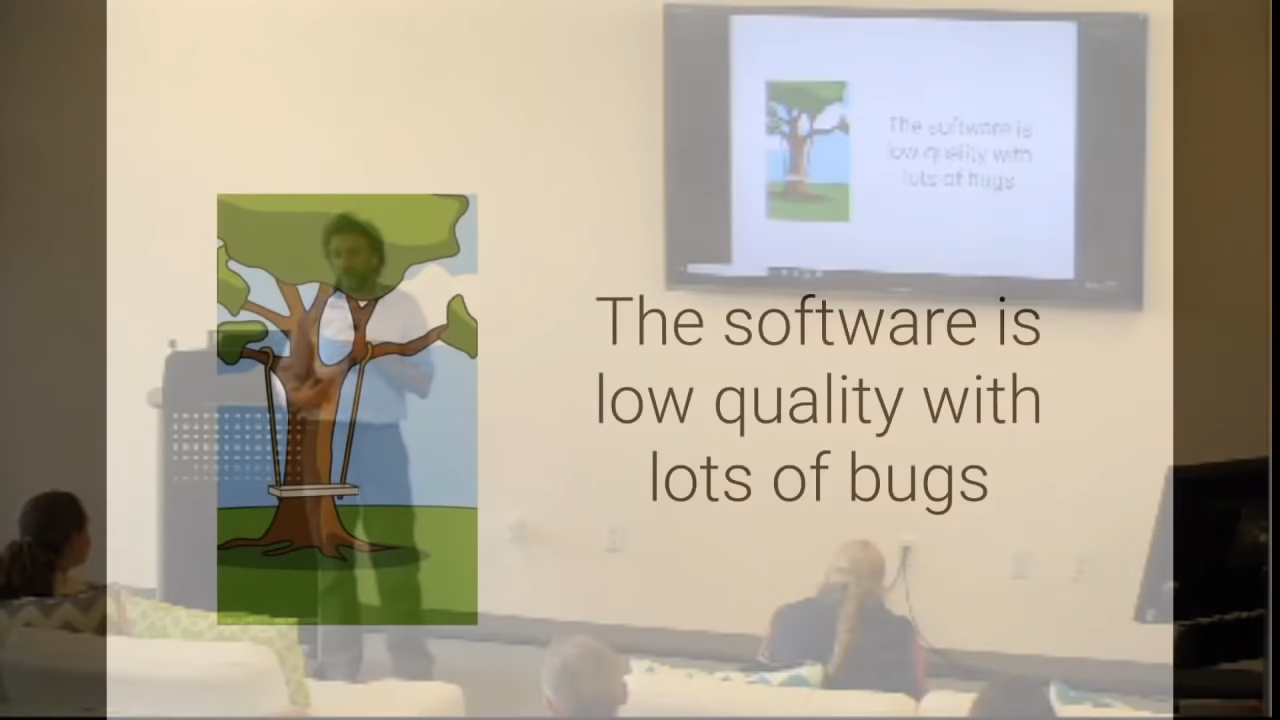 The software is
low quality with
lots of bugs
The software is
low quality with
lots of bugs